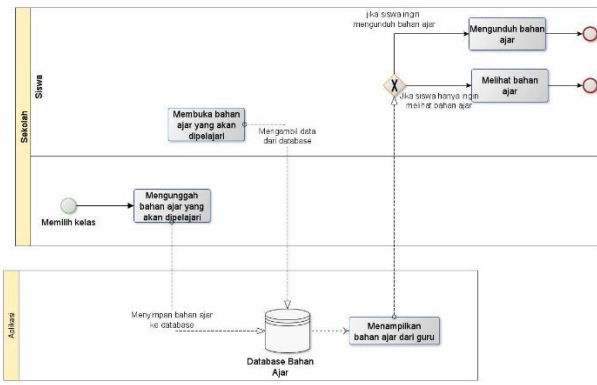 jika siswa ingin
mengunduh bahan ajar
Mengunduh bahan
ajar
Melihat bahan
ajar
Jika siswa hanya ingin
melihat bahan ajar
Sekolah
Siswa
Membuka bahan
ajar yang akan
dipelajari
Mengambil data
dari database
Memilih kelas
Mengunggah
bahan ajar yang
akan dipelajari
Aplikasi
Menyimpan bahan ajar
ke database
Database Bahan
Ajar
Menampilkan
bahan ajar dari guru